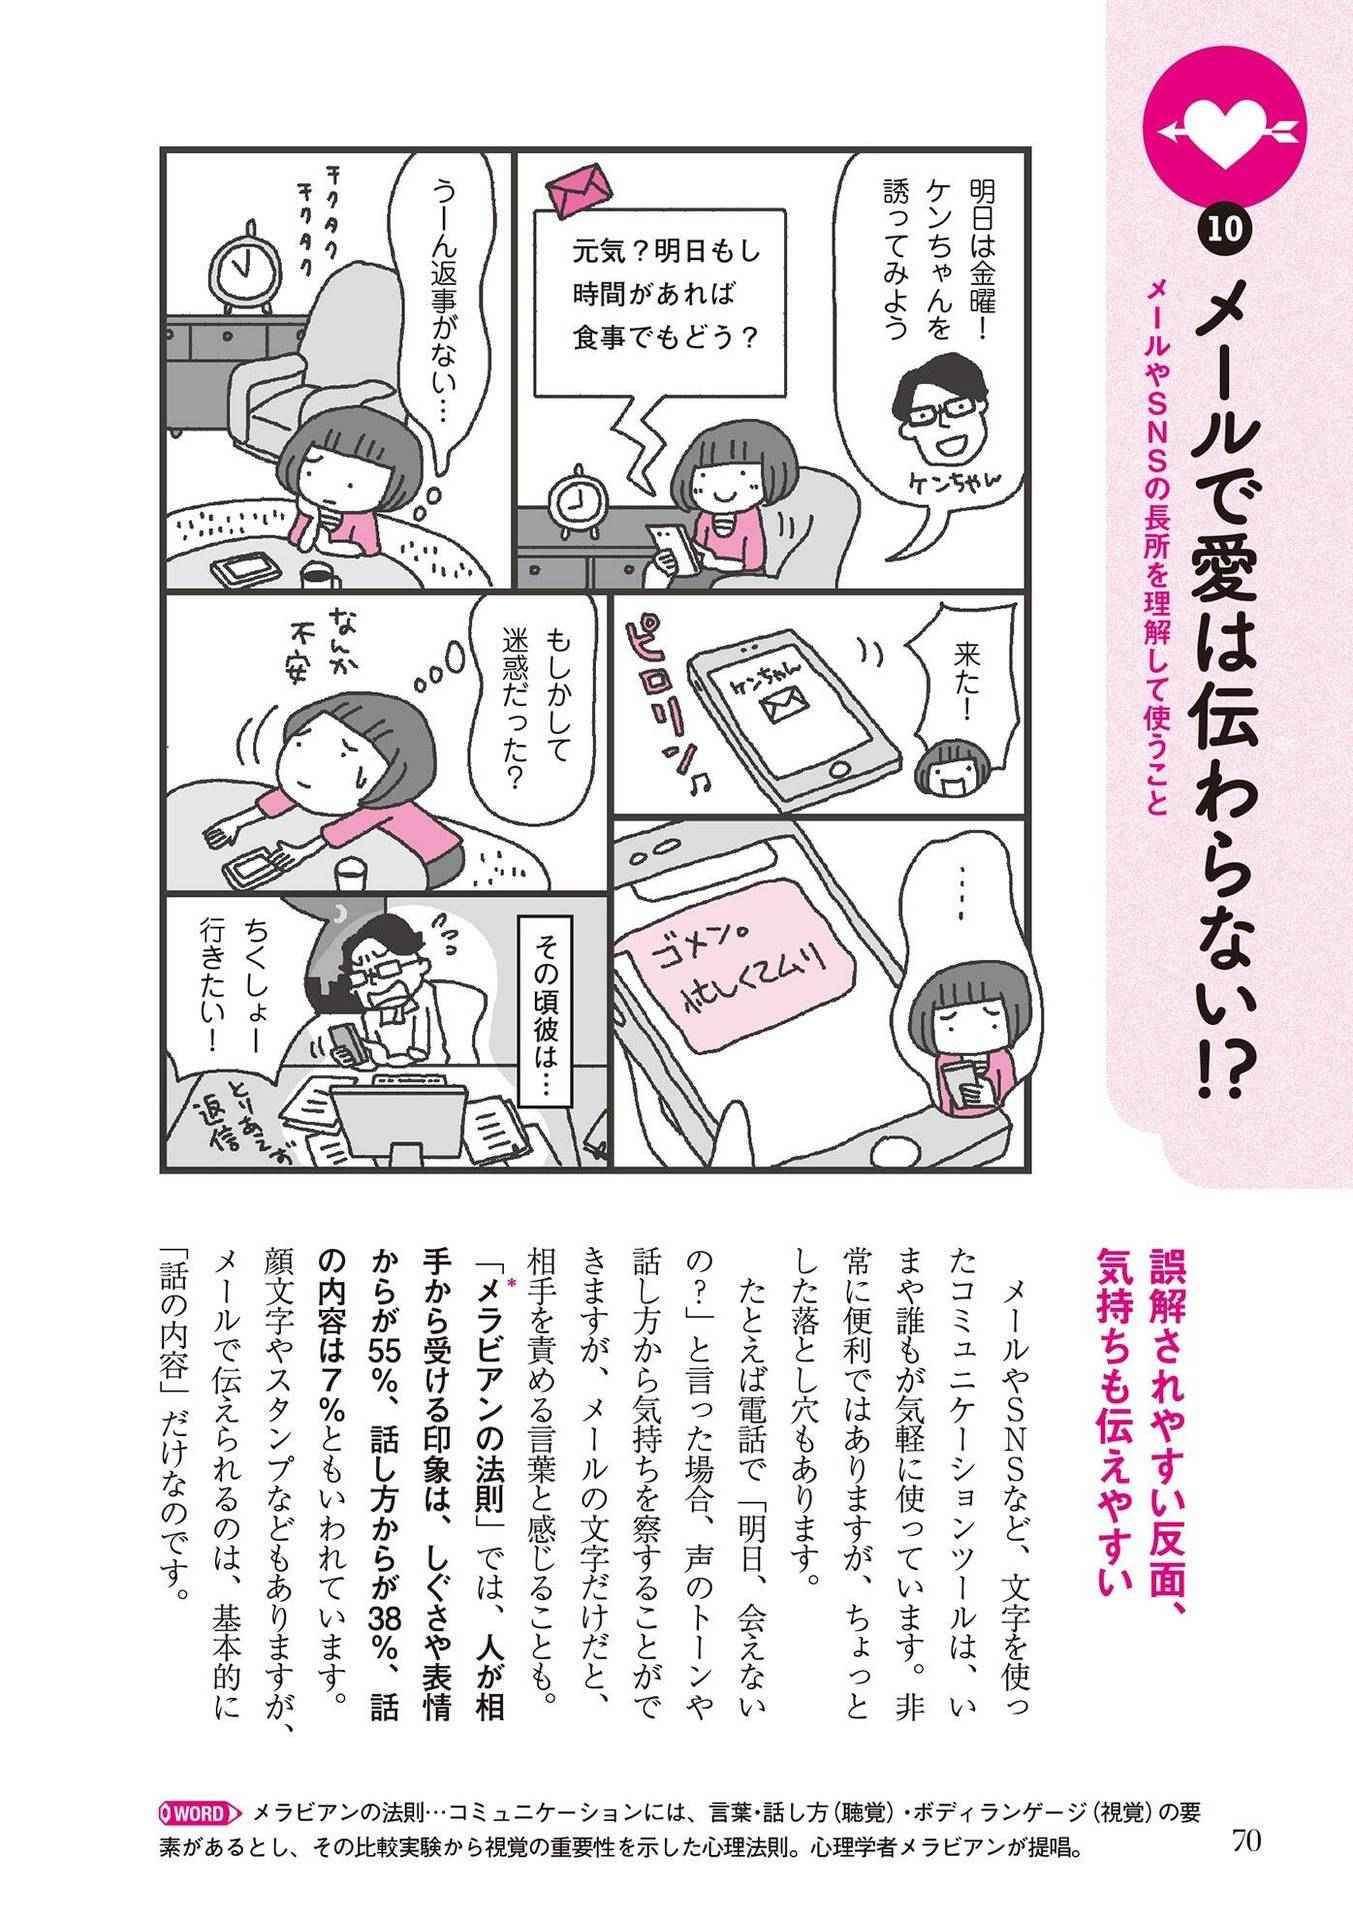 10
メールで愛は伝わらない!?
メールやSNSの長所を理解して使うこと
明日は金曜！
ケンちゃんを
誘ってみよう
ケンちゃん
元気？明日もし
時間があれば
食事でもどう？
チクタク
チクタク
うーん返事がない…
もしかして
迷惑だった？
なんか
不安
来た！
ケンちゃん
ピロリン♫
……
ゴメン。
忙しくてムリ
その頃彼は…
ちくしょー
行きたい！
とりあえず
返信
誤解されやすい反面、
気持ちも伝えやすい
メールやSNSなど、文字を使っ
たコミュニケーションツールは、い
まや誰もが気軽に使っています。非
常に便利ではありますが、ちょっと
した落とし穴もあります。
たとえば電話で「明日、会えない
の？」と言った場合、声のトーンや
話し方から気持ちを察することがで
きますが、メールの文字だけだと、
相手を責める言葉と感じることも。
「メラビアンの法則*」では、人が相
手から受ける印象は、しぐさや表情
からが55％、話し方からが38％、話
の内容は7％ともいわれています。
顔文字やスタンプなどもありますが、
メールで伝えられるのは、基本的に
「話の内容」だけなのです。
WORD メラビアンの法則…コミュニケーションには、言葉・話し方（聴覚）・ボディランゲージ（視覚）の要
素があるとし、その比較実験から視覚の重要性を示した心理法則。心理学者メラビアンが提唱。
70